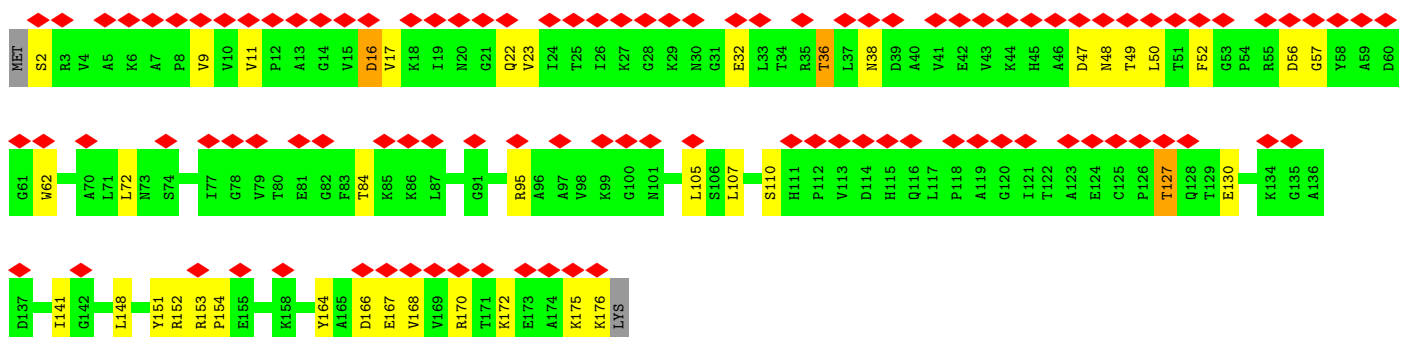 MET S2 R3 V4 A5 K6 A7 P8 V9 V10 V11 P12 A13 G14 V15 D16 V17 K18 I19 N20 G21 Q22 V23 I24 T25 I26 K27 G28 K29 N30 G31 E32 L33 T34 R35 T36 L37 N38 D39 A40 V41 E42 V43 K44 H45 A46 D47 N48 T49 L50 T51 F52 G53 P54 R55 D56 G57 Y58 A59 D60
G61 W62 A70 L71 L72 N73 S74 I77 G78 V79 T80 E81 G82 F83 T84 K85 K86 L87 G91 R95 A96 A97 V98 K99 G100 N101 L105 S106 L107 S110 H111 P112 V113 D114 H115 Q116 L117 P118 A119 G120 I121 T122 A123 E124 C125 P126 T127 Q128 T129 E130 K134 G135 A136
D137 I141 G142 L148 Y151 R152 R153 P154 E155 K158 Y164 A165 D166 E167 V168 V169 R170 T171 K172 E173 A174 K175 K176 LYS